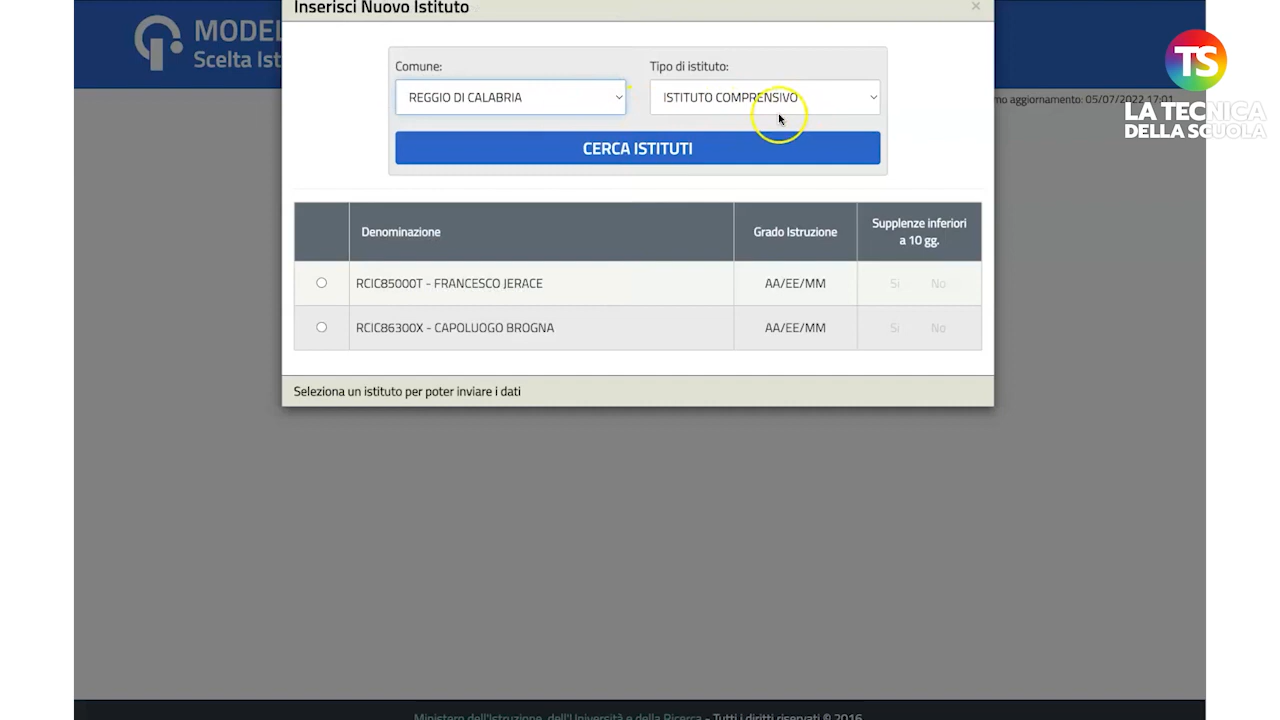 Inserisci Nuovo Istituto
×
MODEL
Scelta Ist
TS
LA TECNICA
DELLA SCUOLA
mo aggiornamento: 05/07/2022 17:01
Comune:
Tipo di istituto:
REGGIO DI CALABRIA
ISTITUTO COMPRENSIVO
CERCA ISTITUTI
Denominazione
Grado Istruzione
Supplenze inferiori
a 10 gg.
RCIC85000T - FRANCESCO JERACE
AA/EE/MM
Si No
RCIC86300X - CAPOLUOGO BROGNA
AA/EE/MM
Si No
Seleziona un istituto per poter inviare i dati
Ministero dell'Istruzione, dell'Università e della Ricerca - Tutti i diritti riservati © 2016